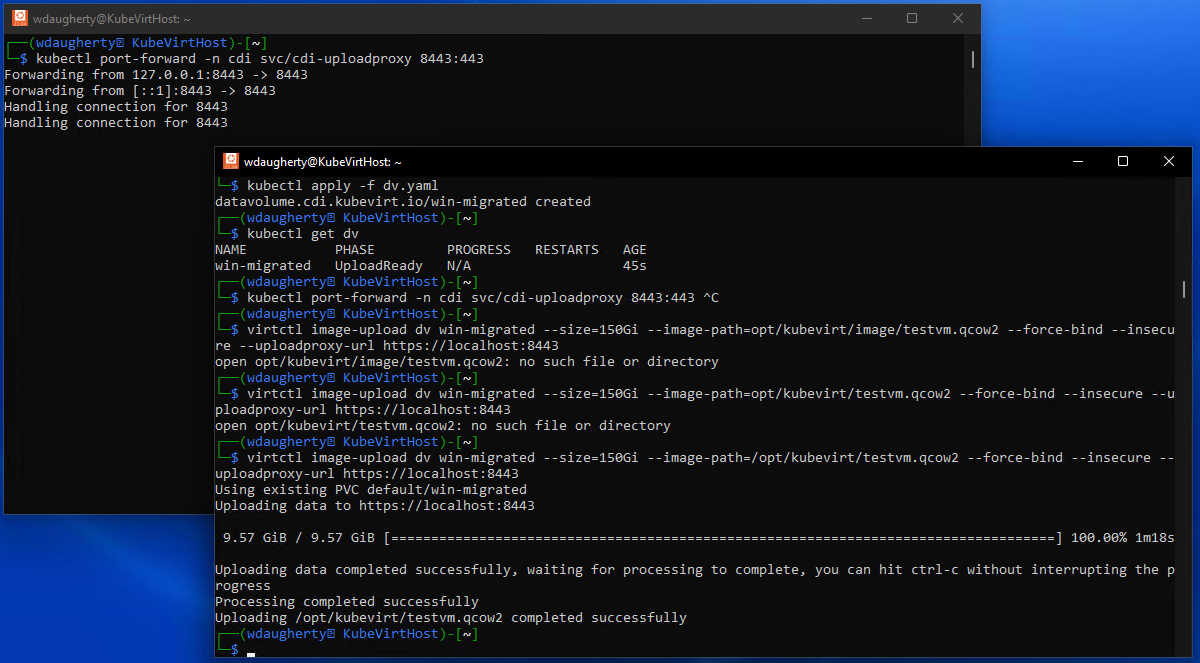 wdaugherty@KubeVirtHost: ~
┌──(wdaugherty KubeVirtHost)-[~]
└─$ kubectl port-forward -n cdi svc/cdi-uploadproxy 8443:443
Forwarding from 127.0.0.1:8443 -> 8443
Forwarding from [::1]:8443 -> 8443
Handling connection for 8443
Handling connection for 8443
wdaugherty@KubeVirtHost: ~
└─$ kubectl apply -f dv.yaml
datavolume.cdi.kubevirt.io/win-migrated created
┌──(wdaugherty KubeVirtHost)-[~]
└─$ kubectl get dv
NAME PHASE PROGRESS RESTARTS AGE
win-migrated UploadReady N/A 45s
┌──(wdaugherty KubeVirtHost)-[~]
└─$ kubectl port-forward -n cdi svc/cdi-uploadproxy 8443:443 ^C
┌──(wdaugherty KubeVirtHost)-[~]
└─$ virtctl image-upload dv win-migrated --size=150Gi --image-path=opt/kubevirt/image/testvm.qcow2 --force-bind --insecu
re --uploadproxy-url https://localhost:8443
open opt/kubevirt/image/testvm.qcow2: no such file or directory
┌──(wdaugherty KubeVirtHost)-[~]
└─$ virtctl image-upload dv win-migrated --size=150Gi --image-path=opt/kubevirt/testvm.qcow2 --force-bind --insecure --u
ploadproxy-url https://localhost:8443
open opt/kubevirt/testvm.qcow2: no such file or directory
┌──(wdaugherty KubeVirtHost)-[~]
└─$ virtctl image-upload dv win-migrated --size=150Gi --image-path=/opt/kubevirt/testvm.qcow2 --force-bind --insecure --
uploadproxy-url https://localhost:8443
Using existing PVC default/win-migrated
Uploading data to https://localhost:8443
9.57 GiB / 9.57 GiB [===================================================================================] 100.00% 1m18s
Uploading data completed successfully, waiting for processing to complete, you can hit ctrl-c without interrupting the p
rogress
Processing completed successfully
Uploading /opt/kubevirt/testvm.qcow2 completed successfully
┌──(wdaugherty KubeVirtHost)-[~]
└─$